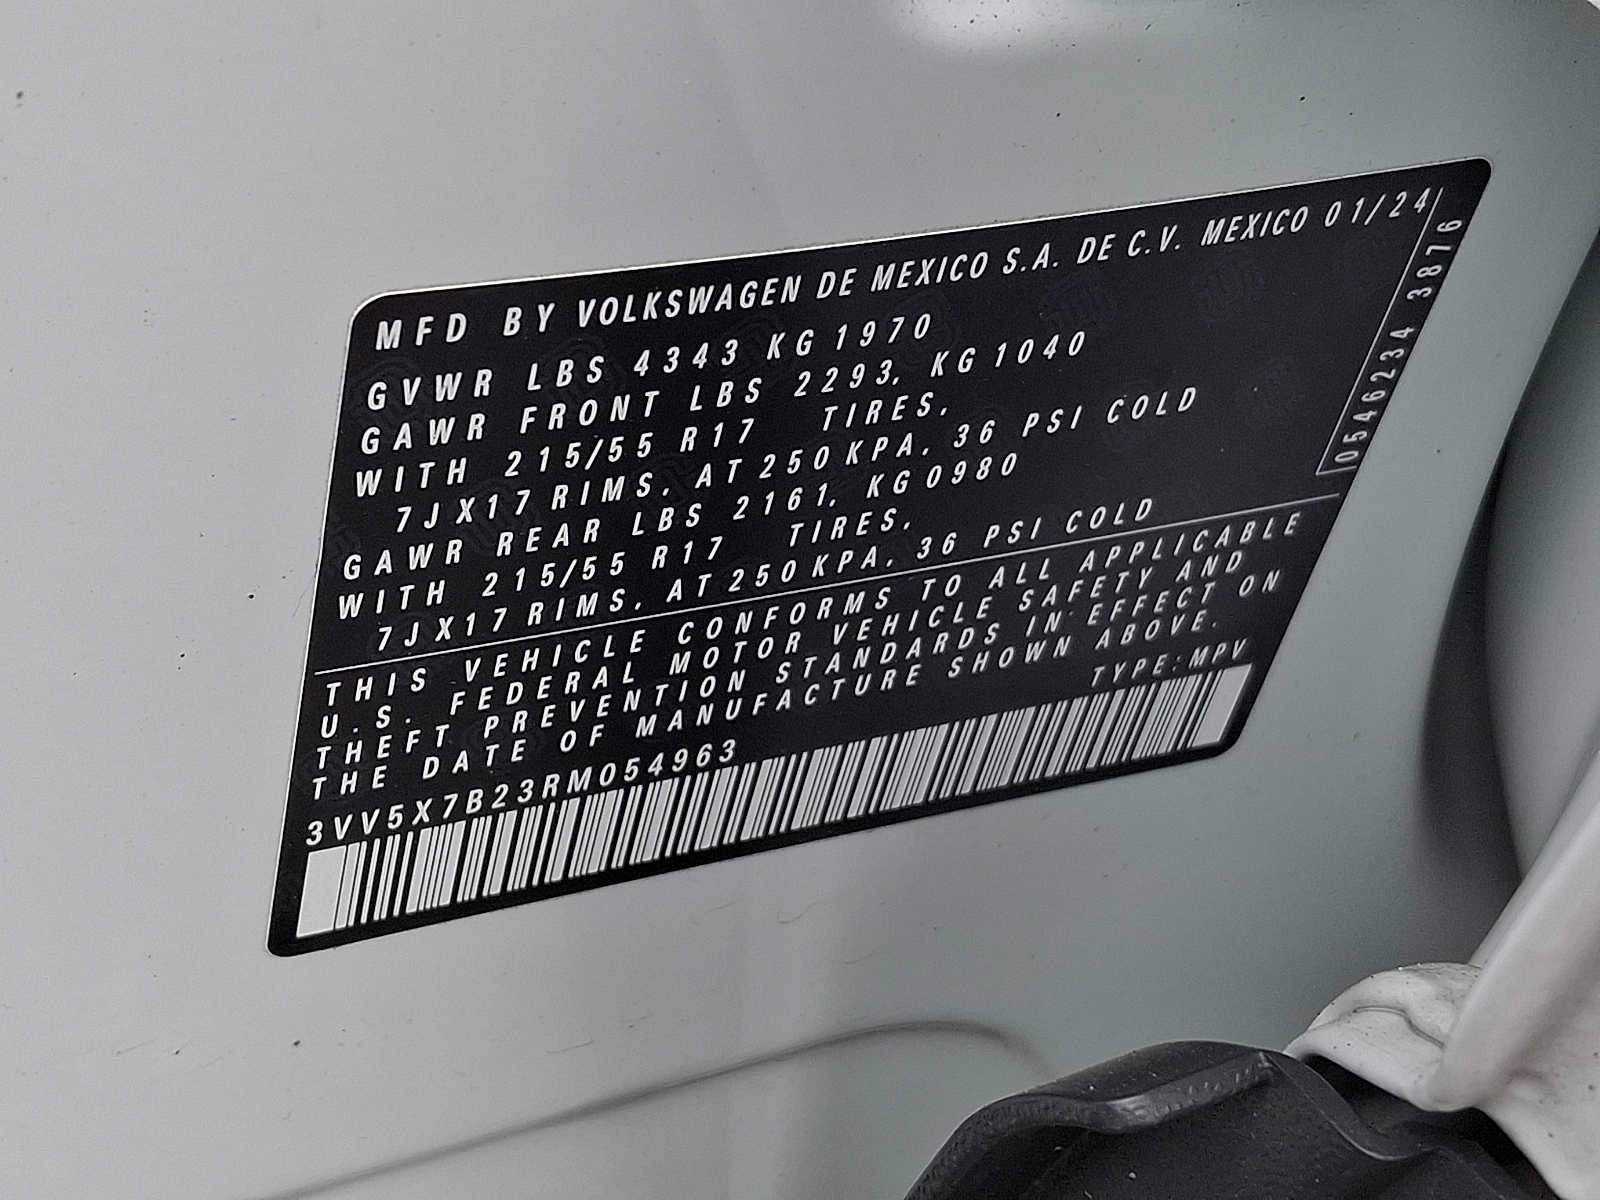 MFD BY VOLKSWAGEN DE MEXICO S.A. DE C.V. MEXICO 01/24
GVWR LBS 4343 KG 1970
GAWR FRONT LBS 2293, KG 1040
WITH 215/55 R17 TIRES,
7JX17 RIMS, AT 250 KPA, 36 PSI COLD
GAWR REAR LBS 2161, KG 0980
WITH 215/55 R17 TIRES,
7JX17 RIMS, AT 250 KPA, 36 PSI COLD
THIS VEHICLE CONFORMS TO ALL APPLICABLE
U.S. FEDERAL MOTOR VEHICLE SAFETY AND
THEFT PREVENTION STANDARDS IN EFFECT ON
THE DATE OF MANUFACTURE SHOWN ABOVE.
TYPE: MPV
3VV5X7B23RM054963
0546234 3876